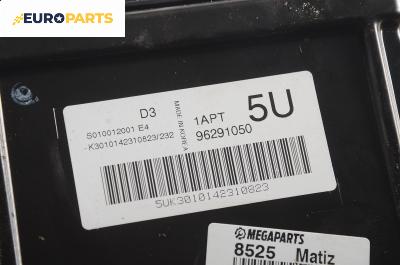 EUROPARTS
D3
S010012001 E4
-K3010142310823/232
MADE IN KOREA
1APT 5U
96291050
5UK3010142310823
MEGAPARTS
8525 Matiz